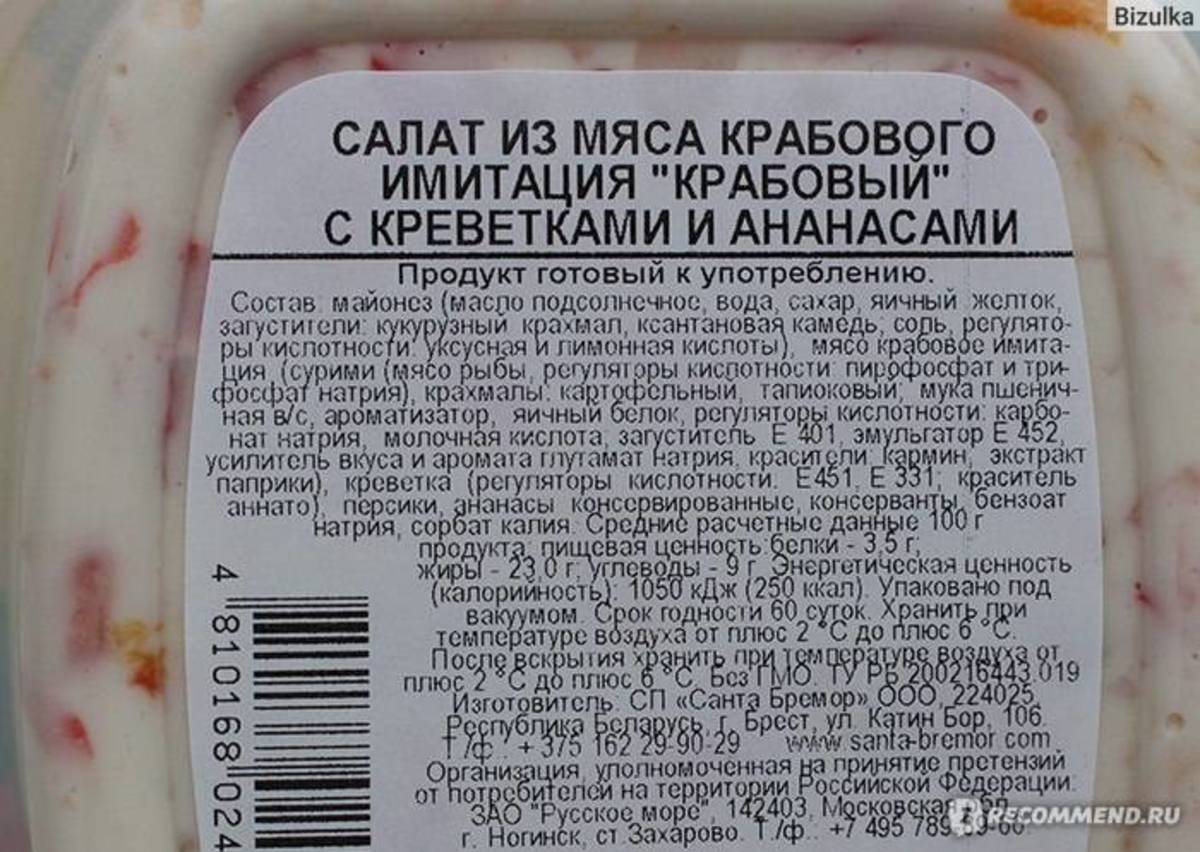 Bizulka
САЛАТ ИЗ МЯСА КРАБОВОГО
ИМИТАЦИЯ "КРАБОВЫЙ"
С КРЕВЕТКАМИ И АНАНАСАМИ
Продукт готовый к употреблению.
Состав: майонез (масло подсолнечное, вода, сахар, яичный желток,
загустители: кукурузный крахмал, ксантановая камедь; соль, регулято-
ры кислотности: уксусная и лимонная кислоты), мясо крабовое имита-
ция (сурими (мясо рыбы, регуляторы кислотности: пирофосфат и три-
фосфат натрия), крахмалы: картофельный, тапиоковый; мука пшенич-
ная в/с, ароматизатор, яичный белок, регуляторы кислотности: карбо-
нат натрия, молочная кислота; загуститель Е 401, эмульгатор Е 452,
усилитель вкуса и аромата глутамат натрия, красители: кармин, экстракт
паприки), креветка (регуляторы кислотности: Е451, Е 331; краситель
аннато), персики, ананасы консервированные, консерванты: бензоат
натрия, сорбат калия. Средние расчетные данные 100 г
продукта: пищевая ценность: белки - 3,5 г;
жиры - 23,0 г; углеводы - 9 г. Энергетическая ценность
(калорийность): 1050 кДж (250 ккал). Упаковано под
вакуумом. Срок годности 60 суток. Хранить при
температуре воздуха от плюс 2 °С до плюс 6 °С.
После вскрытия хранить при температуре воздуха от
плюс 2 °С до плюс 6 °С. Без ГМО. ТУ РБ 200216443.019
Изготовитель: СП «Санта Бремор» ООО, 224025,
Республика Беларусь, г. Брест, ул. Катин Бор, 106.
Т./ф.: + 375 162 29-90-29 www.santa-bremor.com
Организация, уполномоченная на принятие претензий
от потребителей на территории Российской Федерации:
ЗАО "Русское море", 142403, Московская обл.
г. Ногинск, ст.Захарово. Т./ф.: +7 495 789
4 810168 024
RECOMMEND.RU